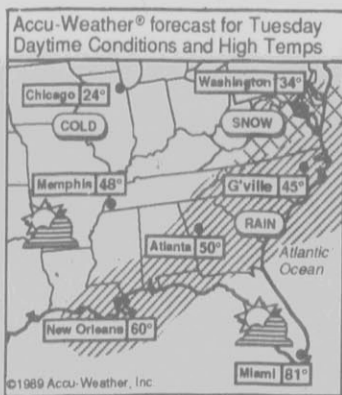 Accu-Weather® forecast for Tuesday
Daytime Conditions and High Temps
Washington 34°
Chicago 24°
COLD
SNOW
Memphis 48°
G'ville 45°
RAIN
Atlanta 50°
Atlantic
Ocean
New Orleans 60°
Miami 81°
©1989 Accu-Weather, Inc.